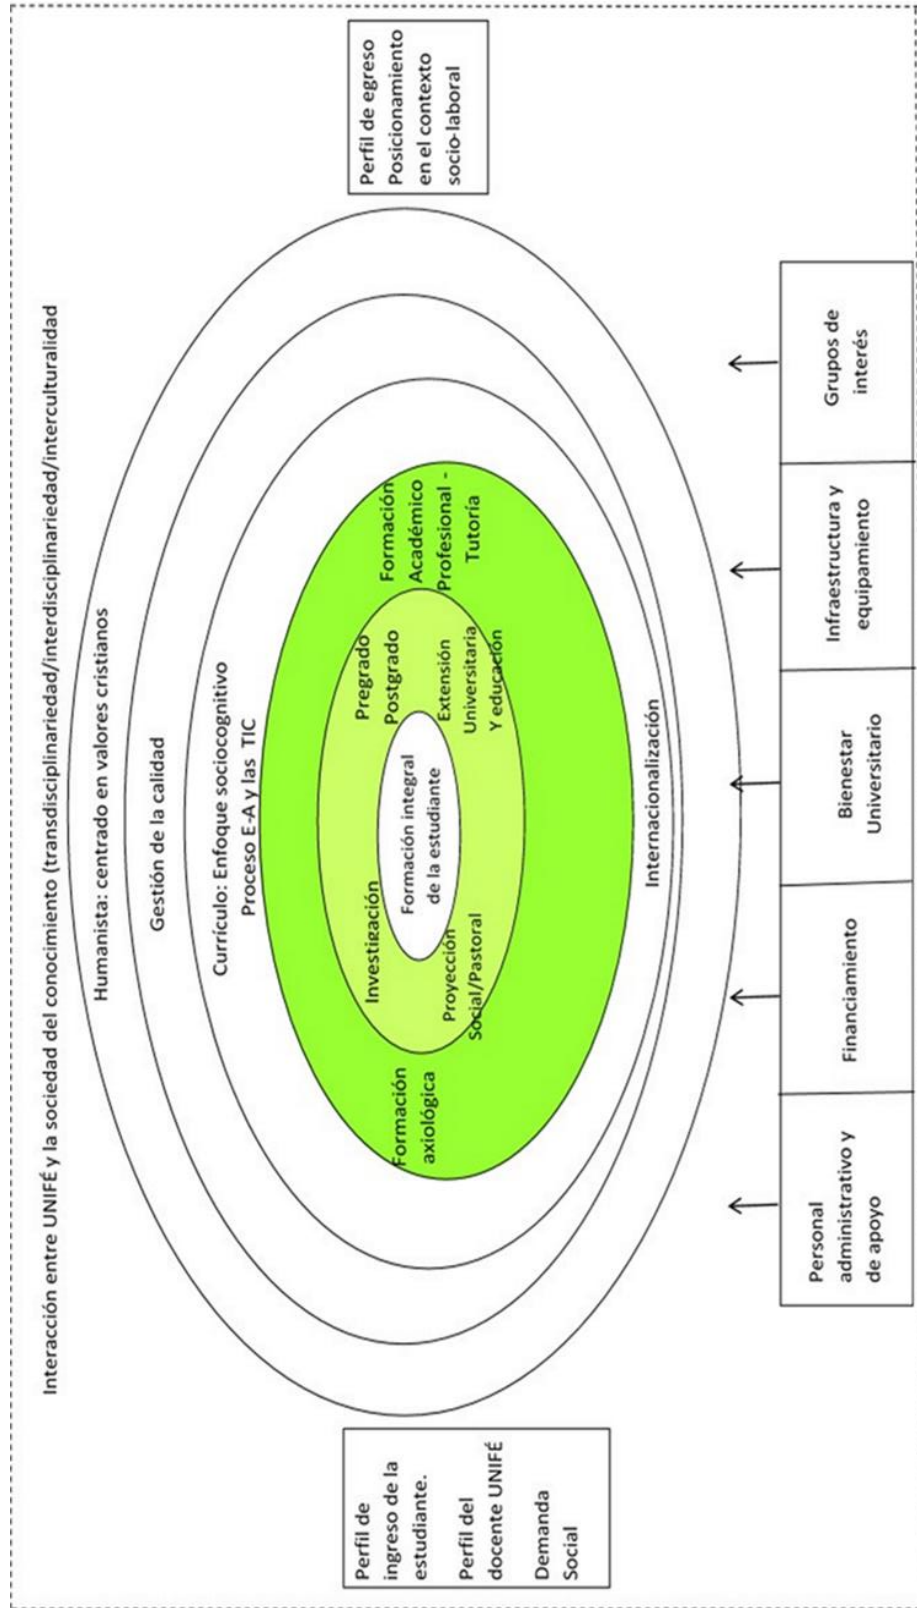 Interacción entre UNIFÉ y la sociedad del conocimiento (transdisciplinariedad/interdisciplinariedad/interculturalidad
Humanista: centrado en valores cristianos
Gestión de la calidad
Currículo: Enfoque sociocognitivo
Proceso E-A y las TIC
Perfil de
ingreso de la
estudiante.
Perfil del
docente UNIFÉ
Demanda
Social
Formación
axiológica
Investigación
Proyección
Social/Pastoral
Formación integral
de la estudiante
Pregrado
Postgrado
Extensión
Universitaria
Y educación
Formación
Académico
Profesional -
Tutoría
Internacionalización
Perfil de egreso
Posicionamiento
en el contexto
socio-laboral
Personal
administrativo y
de apoyo
Financiamiento
Bienestar
Universitario
Infraestructura y
equipamiento
Grupos de
interés